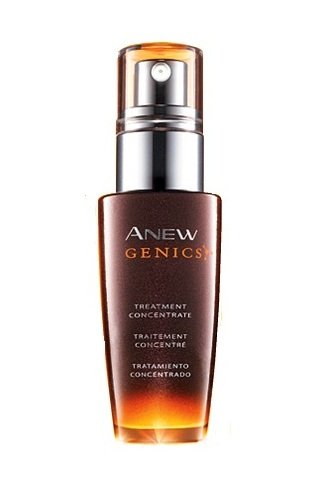 ANEW
GENICS
TREATMENT
CONCENTRATE
TRAITEMENT
CONCENTRÉ
TRATAMIENTO
CONCENTRADO